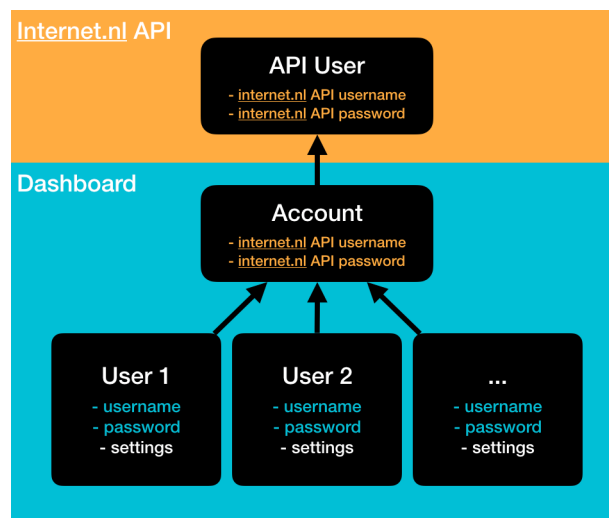 Internet.nl API
API User
- internet.nl API username
- internet.nl API password
Dashboard
Account
- internet.nl API username
- internet.nl API password
User 1
- username
- password
- settings
User 2
- username
- password
- settings
...
- username
- password
- settings